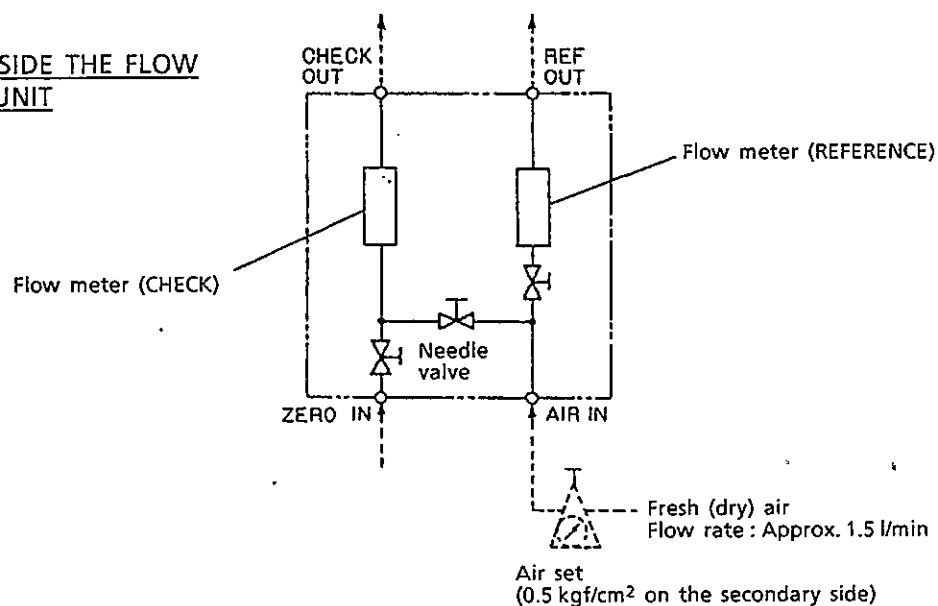 SIDE THE FLOW
UNIT
CHECK
OUT
REF
OUT
Flow meter (REFERENCE)
Flow meter (CHECK)
Needle
valve
ZERO IN
AIR IN
Fresh (dry) air
Flow rate : Approx. 1.5 l/min
Air set
(0.5 kgf/cm² on the secondary side)